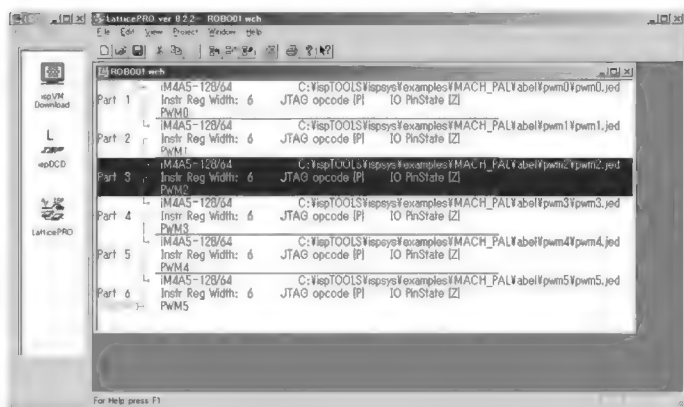 LatticePRO ver 8.2.2 - ROBO01 wch
File Edit View Project Window Help
ispVM
Download
ispDCD
LatticePRO
ROBO01 wch
iM4A5-128/64 C:¥ispTOOLS¥ispsys¥examples¥MACH_PAL¥abel¥pwm0¥pwm0.jed
Part 1 Instr Reg Width: 6 JTAG opcode [P] IO PinState [Z]
PWM0
iM4A5-128/64 C:¥ispTOOLS¥ispsys¥examples¥MACH_PAL¥abel¥pwm1¥pwm1.jed
Part 2 Instr Reg Width: 6 JTAG opcode [P] IO PinState [Z]
PWM1
iM4A5-128/64 C:¥ispTOOLS¥ispsys¥examples¥MACH_PAL¥abel¥pwm2¥pwm2.jed
Part 3 Instr Reg Width: 6 JTAG opcode [P] IO PinState [Z]
PWM2
iM4A5-128/64 C:¥ispTOOLS¥ispsys¥examples¥MACH_PAL¥abel¥pwm3¥pwm3.jed
Part 4 Instr Reg Width: 6 JTAG opcode [P] IO PinState [Z]
PWM3
iM4A5-128/64 C:¥ispTOOLS¥ispsys¥examples¥MACH_PAL¥abel¥pwm4¥pwm4.jed
Part 5 Instr Reg Width: 6 JTAG opcode [P] IO PinState [Z]
PWM4
iM4A5-128/64 C:¥ispTOOLS¥ispsys¥examples¥MACH_PAL¥abel¥pwm5¥pwm5.jed
Part 6 Instr Reg Width: 6 JTAG opcode [P] IO PinState [Z]
PWM5
For Help press F1